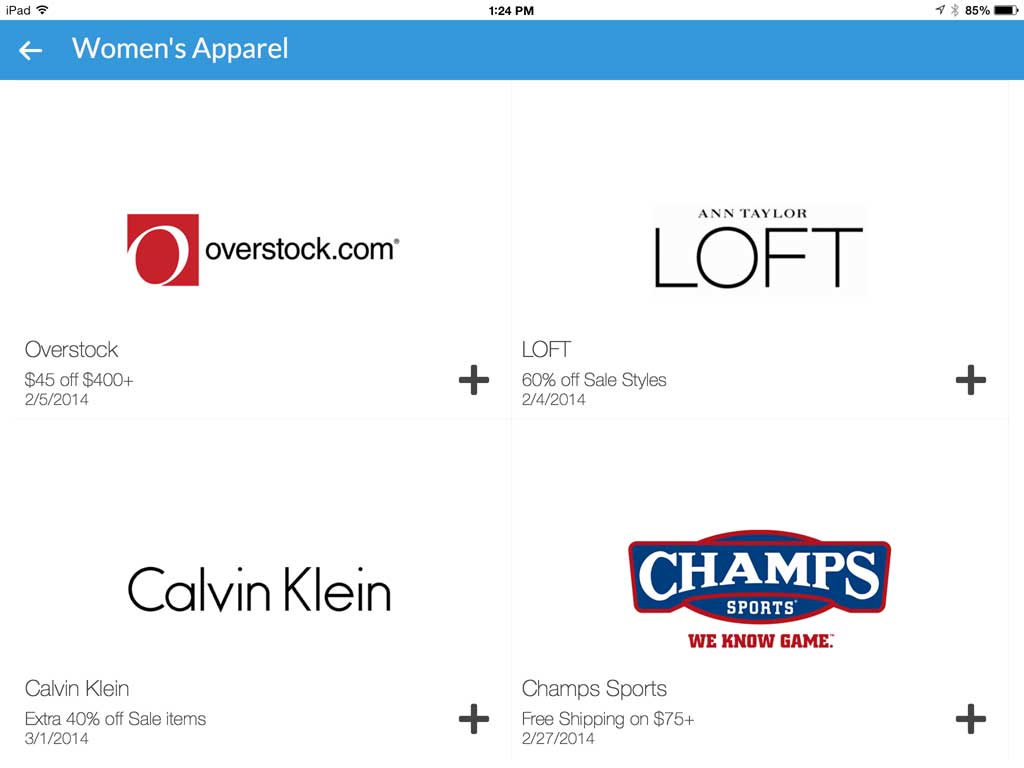 iPad 1:24 PM 85%
Women's Apparel
overstock.com®
ANN TAYLOR
LOFT
Overstock
$45 off $400+
2/5/2014
LOFT
60% off Sale Styles
2/4/2014
Calvin Klein
CHAMPS
SPORTS
WE KNOW GAME.™
Calvin Klein
Extra 40% off Sale items
3/1/2014
Champs Sports
Free Shipping on $75+
2/27/2014